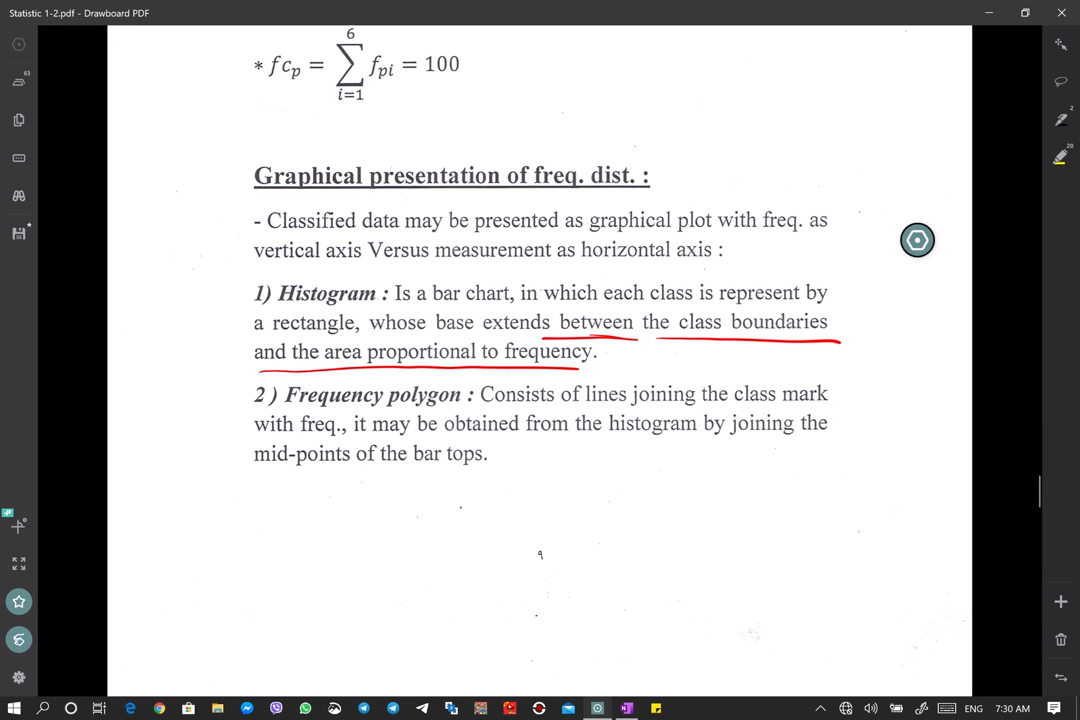 Statistic 1-2.pdf - Drawboard PDF
6
* fc_p = ∑ f_pi = 100
i=1
Graphical presentation of freq. dist. :
- Classified data may be presented as graphical plot with freq. as
vertical axis Versus measurement as horizontal axis :
1) Histogram : Is a bar chart, in which each class is represent by
a rectangle, whose base extends between the class boundaries
and the area proportional to frequency.
2 ) Frequency polygon : Consists of lines joining the class mark
with freq., it may be obtained from the histogram by joining the
mid-points of the bar tops.
٩
63
2
20
ENG 7:30 AM